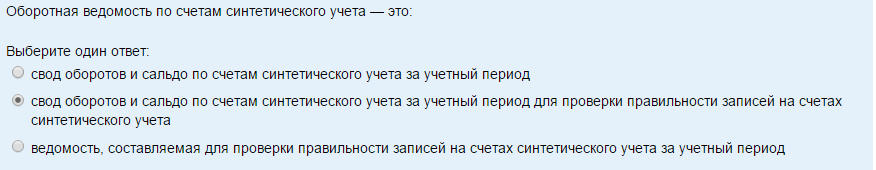 Оборотная ведомость по счетам синтетического учета — это:
Выберите один ответ:
свод оборотов и сальдо по счетам синтетического учета за учетный период
свод оборотов и сальдо по счетам синтетического учета за учетный период для проверки правильности записей на счетах
синтетического учета
ведомость, составляемая для проверки правильности записей на счетах синтетического учета за учетный период